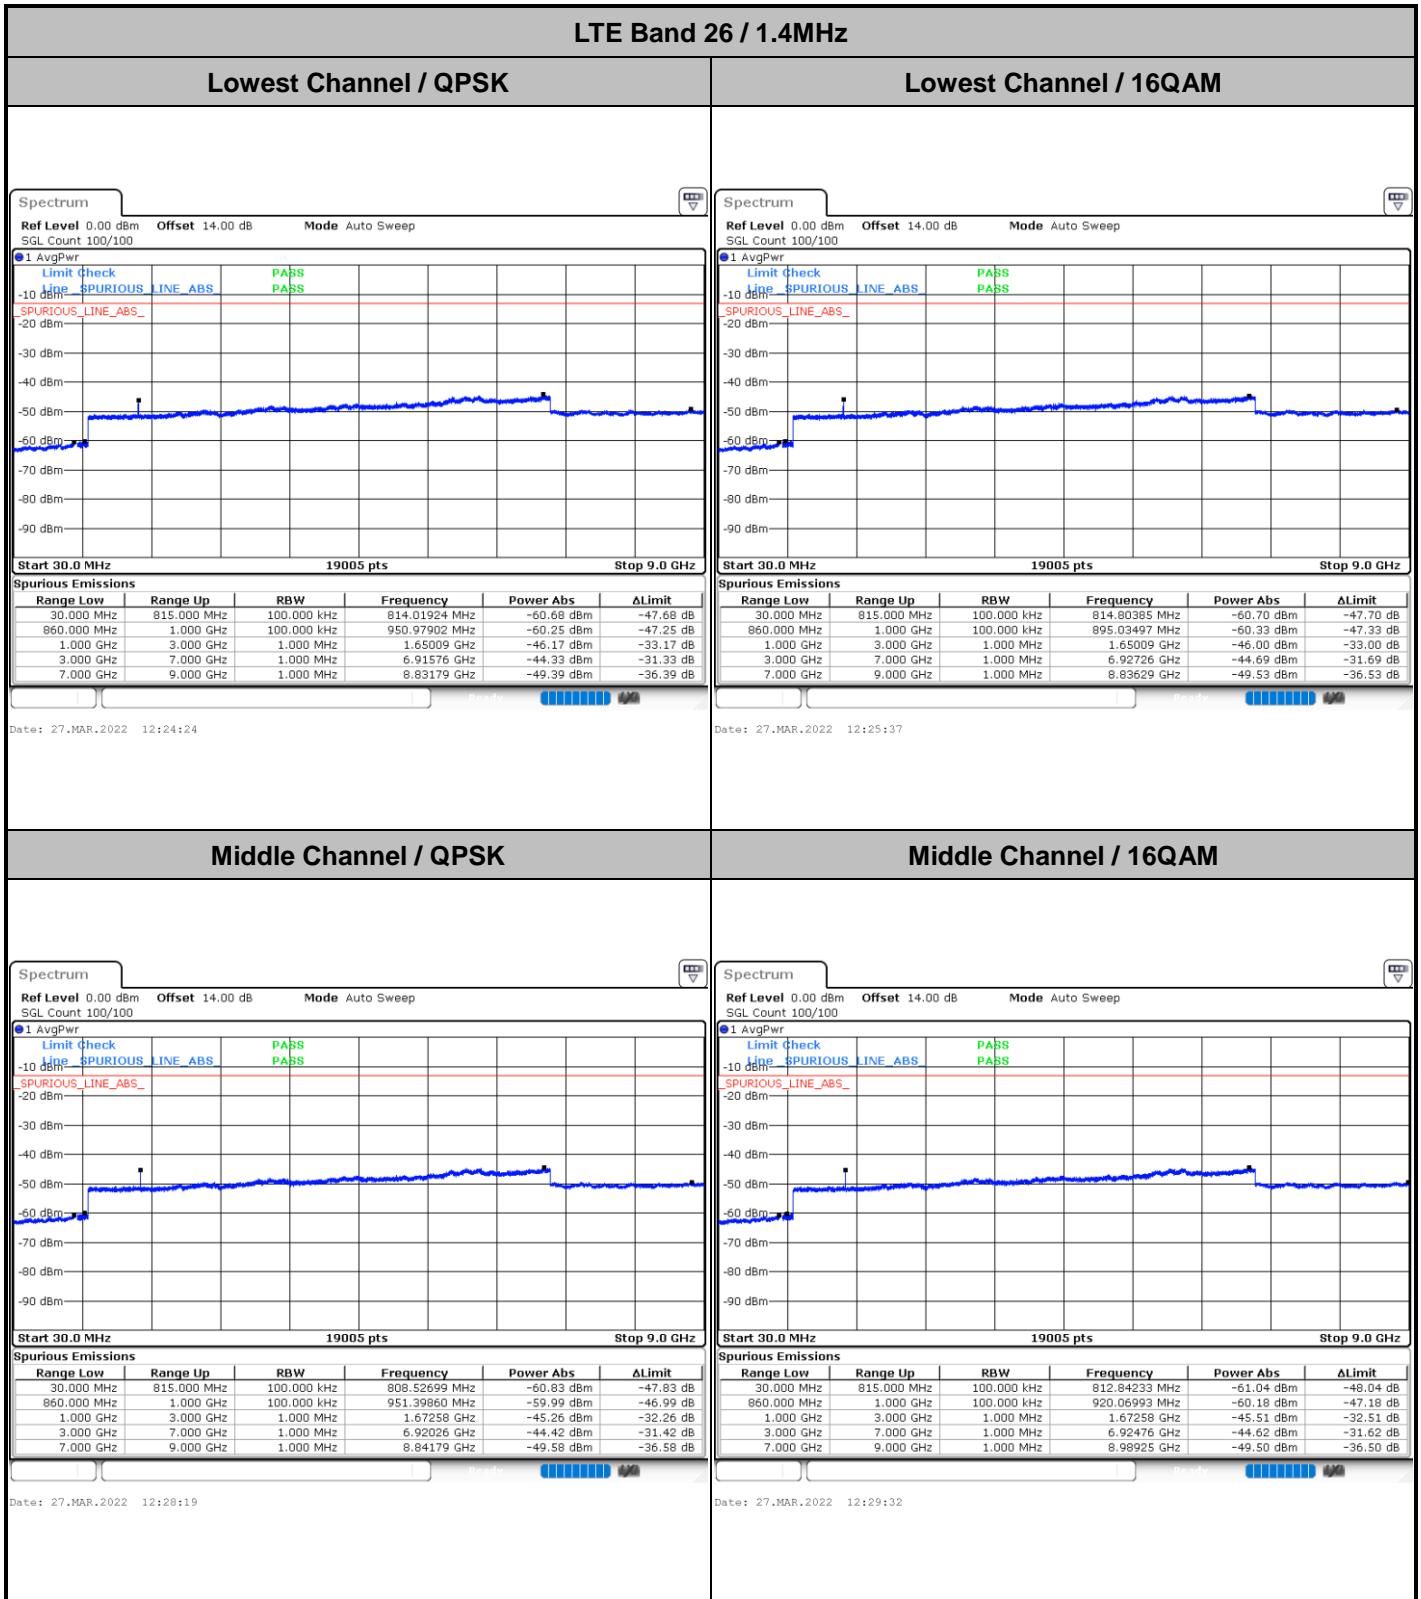 LTE Band 26 / 1.4MHz
Lowest Channel / QPSK
Lowest Channel / 16QAM
Spectrum
Ref Level 0.00 dBm Offset 14.00 dB Mode Auto Sweep
SGL Count 100/100
1 AvgPwr
Limit Check PASS
Line _SPURIOUS_LINE_ABS_ PASS
-10 dBm
_SPURIOUS_LINE_ABS_
-20 dBm
-30 dBm
-40 dBm
-50 dBm
-60 dBm
-70 dBm
-80 dBm
-90 dBm
Start 30.0 MHz 19005 pts Stop 9.0 GHz
Spurious Emissions
Range Low Range Up RBW Frequency Power Abs ΔLimit
30.000 MHz 815.000 MHz 100.000 kHz 814.01924 MHz -60.68 dBm -47.68 dB
860.000 MHz 1.000 GHz 100.000 kHz 950.97902 MHz -60.25 dBm -47.25 dB
1.000 GHz 3.000 GHz 1.000 MHz 1.65009 GHz -46.17 dBm -33.17 dB
3.000 GHz 7.000 GHz 1.000 MHz 6.91576 GHz -44.33 dBm -31.33 dB
7.000 GHz 9.000 GHz 1.000 MHz 8.83179 GHz -49.39 dBm -36.39 dB
Ready
Date: 27.MAR.2022 12:24:24
Spectrum
Ref Level 0.00 dBm Offset 14.00 dB Mode Auto Sweep
SGL Count 100/100
1 AvgPwr
Limit Check PASS
Line _SPURIOUS_LINE_ABS_ PASS
-10 dBm
_SPURIOUS_LINE_ABS_
-20 dBm
-30 dBm
-40 dBm
-50 dBm
-60 dBm
-70 dBm
-80 dBm
-90 dBm
Start 30.0 MHz 19005 pts Stop 9.0 GHz
Spurious Emissions
Range Low Range Up RBW Frequency Power Abs ΔLimit
30.000 MHz 815.000 MHz 100.000 kHz 814.80385 MHz -60.70 dBm -47.70 dB
860.000 MHz 1.000 GHz 100.000 kHz 895.03497 MHz -60.33 dBm -47.33 dB
1.000 GHz 3.000 GHz 1.000 MHz 1.65009 GHz -46.00 dBm -33.00 dB
3.000 GHz 7.000 GHz 1.000 MHz 6.92726 GHz -44.69 dBm -31.69 dB
7.000 GHz 9.000 GHz 1.000 MHz 8.83629 GHz -49.53 dBm -36.53 dB
Ready
Date: 27.MAR.2022 12:25:37
Middle Channel / QPSK
Middle Channel / 16QAM
Spectrum
Ref Level 0.00 dBm Offset 14.00 dB Mode Auto Sweep
SGL Count 100/100
1 AvgPwr
Limit Check PASS
Line _SPURIOUS_LINE_ABS_ PASS
-10 dBm
_SPURIOUS_LINE_ABS_
-20 dBm
-30 dBm
-40 dBm
-50 dBm
-60 dBm
-70 dBm
-80 dBm
-90 dBm
Start 30.0 MHz 19005 pts Stop 9.0 GHz
Spurious Emissions
Range Low Range Up RBW Frequency Power Abs ΔLimit
30.000 MHz 815.000 MHz 100.000 kHz 808.52699 MHz -60.83 dBm -47.83 dB
860.000 MHz 1.000 GHz 100.000 kHz 951.39860 MHz -59.99 dBm -46.99 dB
1.000 GHz 3.000 GHz 1.000 MHz 1.67258 GHz -45.26 dBm -32.26 dB
3.000 GHz 7.000 GHz 1.000 MHz 6.92026 GHz -44.42 dBm -31.42 dB
7.000 GHz 9.000 GHz 1.000 MHz 8.84179 GHz -49.58 dBm -36.58 dB
Ready
Date: 27.MAR.2022 12:28:19
Spectrum
Ref Level 0.00 dBm Offset 14.00 dB Mode Auto Sweep
SGL Count 100/100
1 AvgPwr
Limit Check PASS
Line _SPURIOUS_LINE_ABS_ PASS
-10 dBm
_SPURIOUS_LINE_ABS_
-20 dBm
-30 dBm
-40 dBm
-50 dBm
-60 dBm
-70 dBm
-80 dBm
-90 dBm
Start 30.0 MHz 19005 pts Stop 9.0 GHz
Spurious Emissions
Range Low Range Up RBW Frequency Power Abs ΔLimit
30.000 MHz 815.000 MHz 100.000 kHz 812.84233 MHz -61.04 dBm -48.04 dB
860.000 MHz 1.000 GHz 100.000 kHz 920.06993 MHz -60.18 dBm -47.18 dB
1.000 GHz 3.000 GHz 1.000 MHz 1.67258 GHz -45.51 dBm -32.51 dB
3.000 GHz 7.000 GHz 1.000 MHz 6.92476 GHz -44.62 dBm -31.62 dB
7.000 GHz 9.000 GHz 1.000 MHz 8.98925 GHz -49.50 dBm -36.50 dB
Ready
Date: 27.MAR.2022 12:29:32